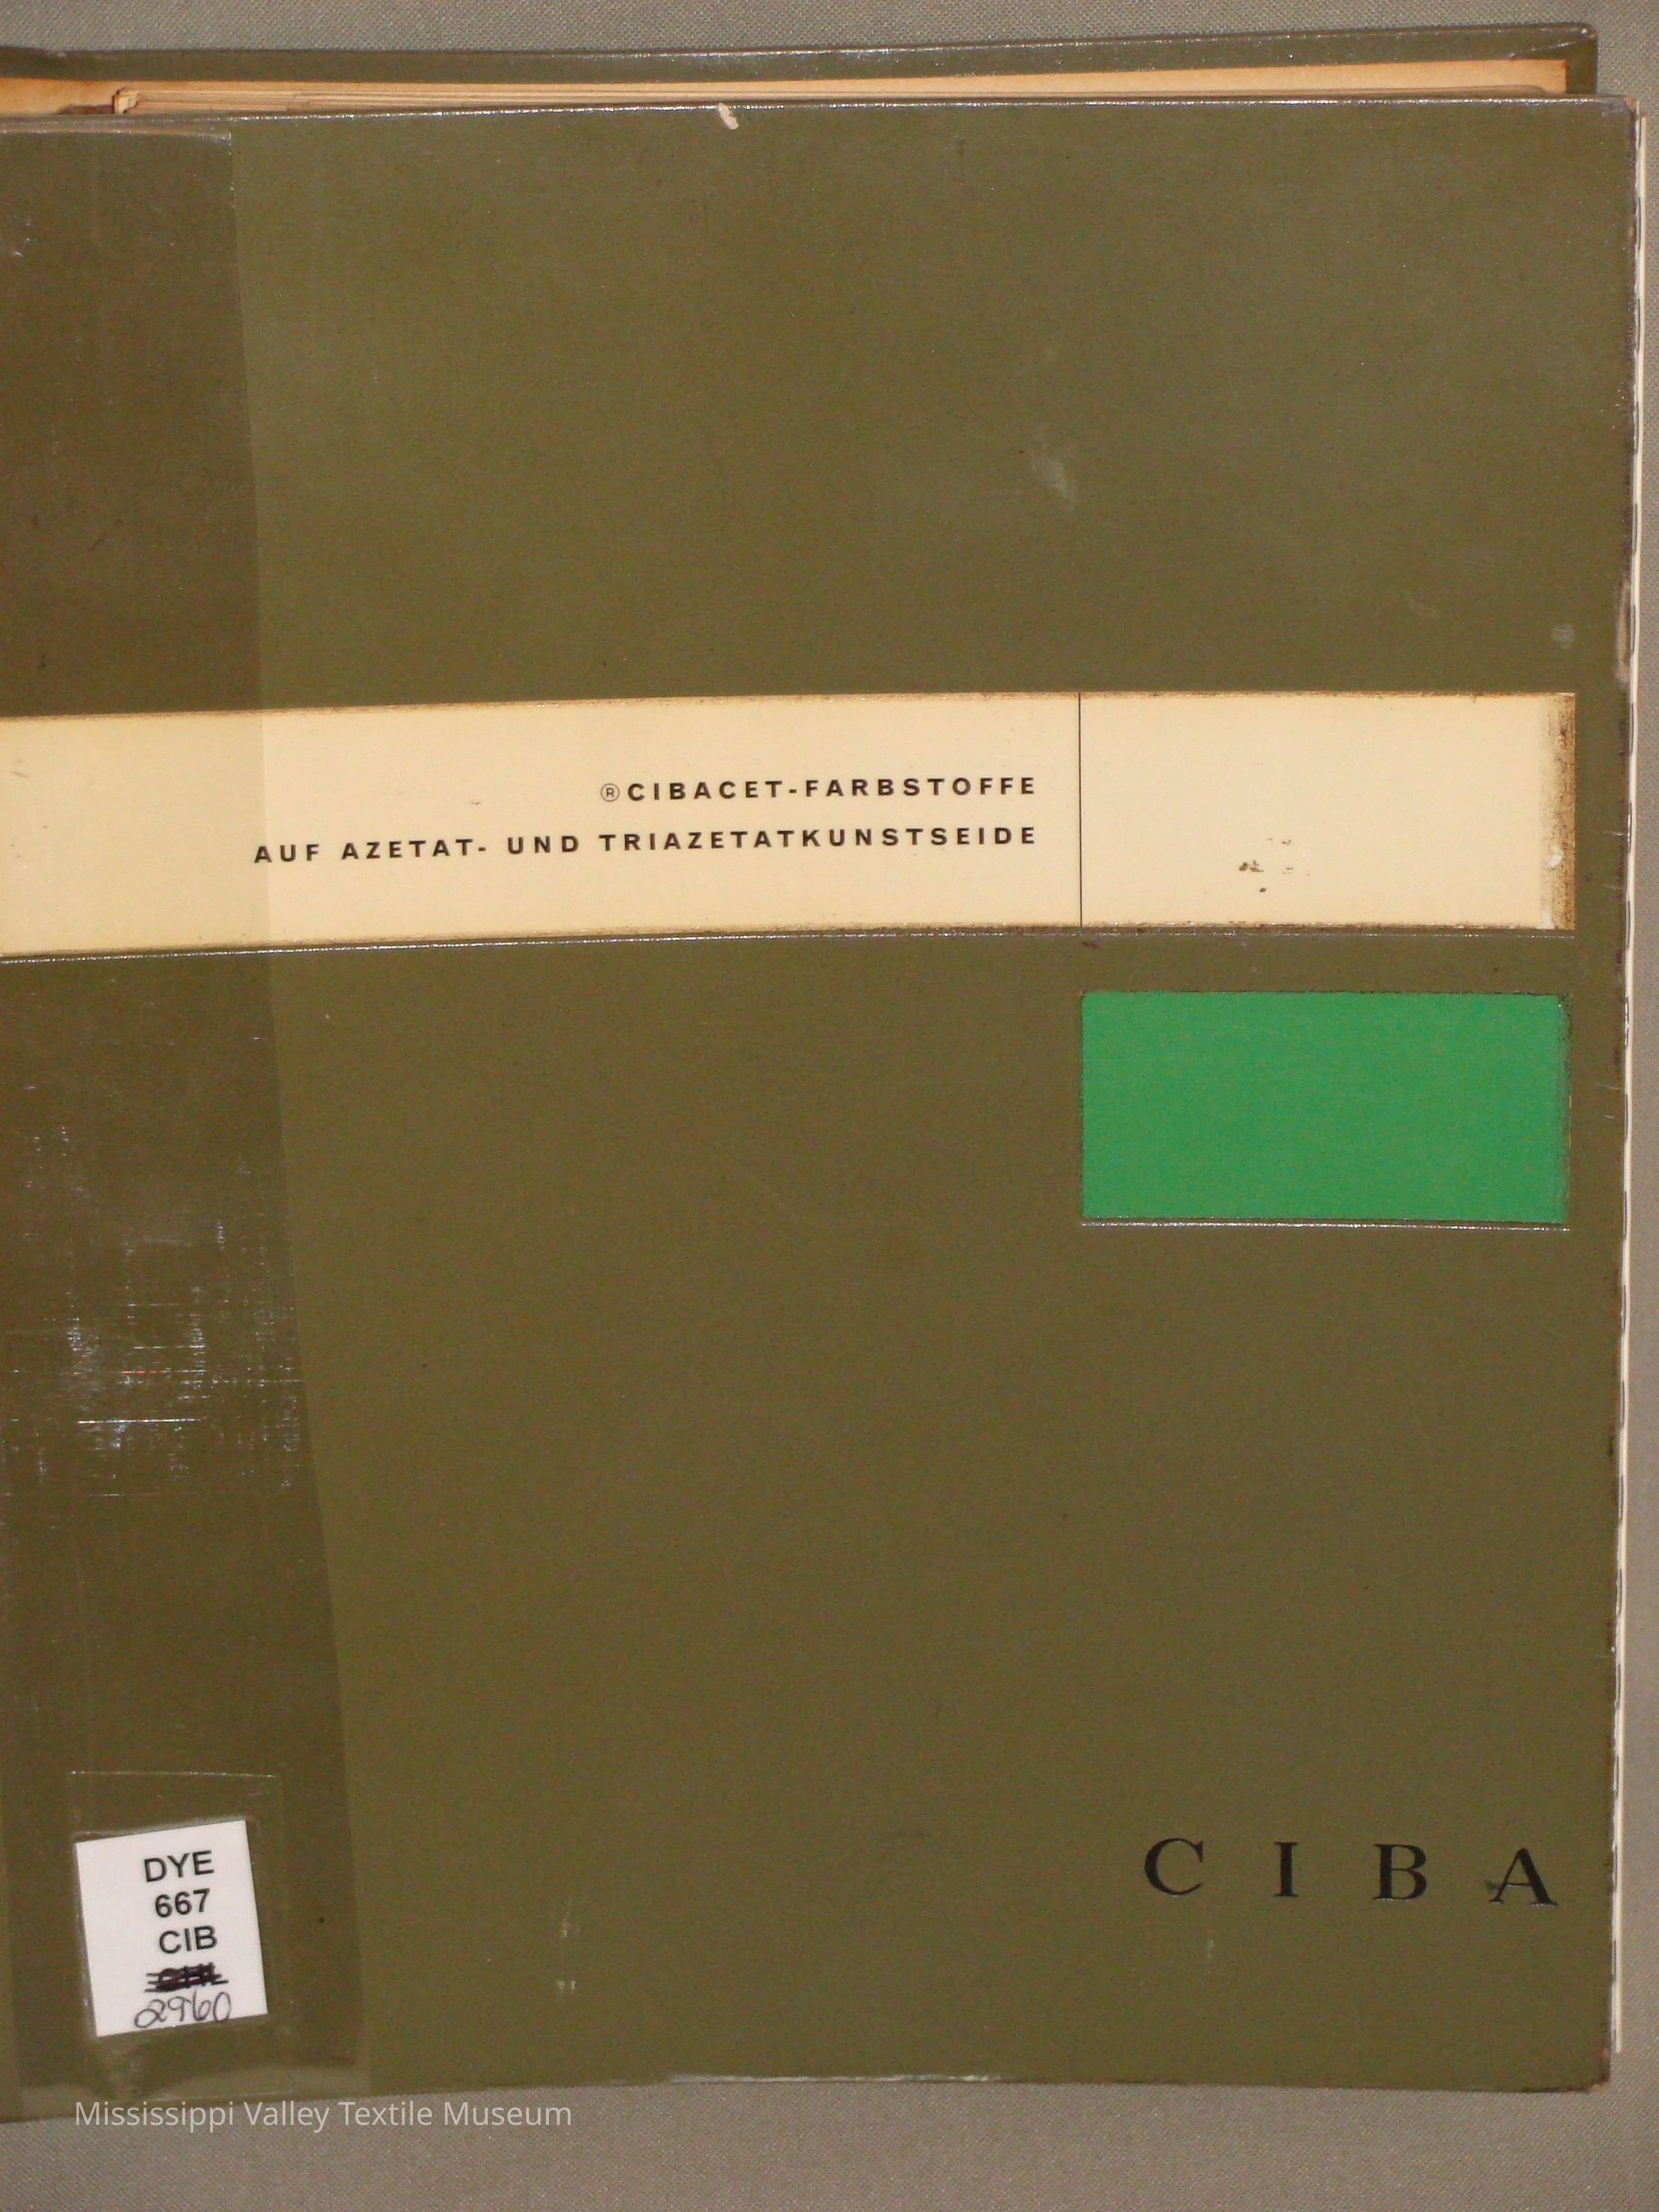 ®CIBACET-FARBSTOFFE
AUF AZETAT- UND TRIAZETATKUNSTSEIDE
CIBA
DYE
667
CIB
2960
Mississippi Valley Textile Museum